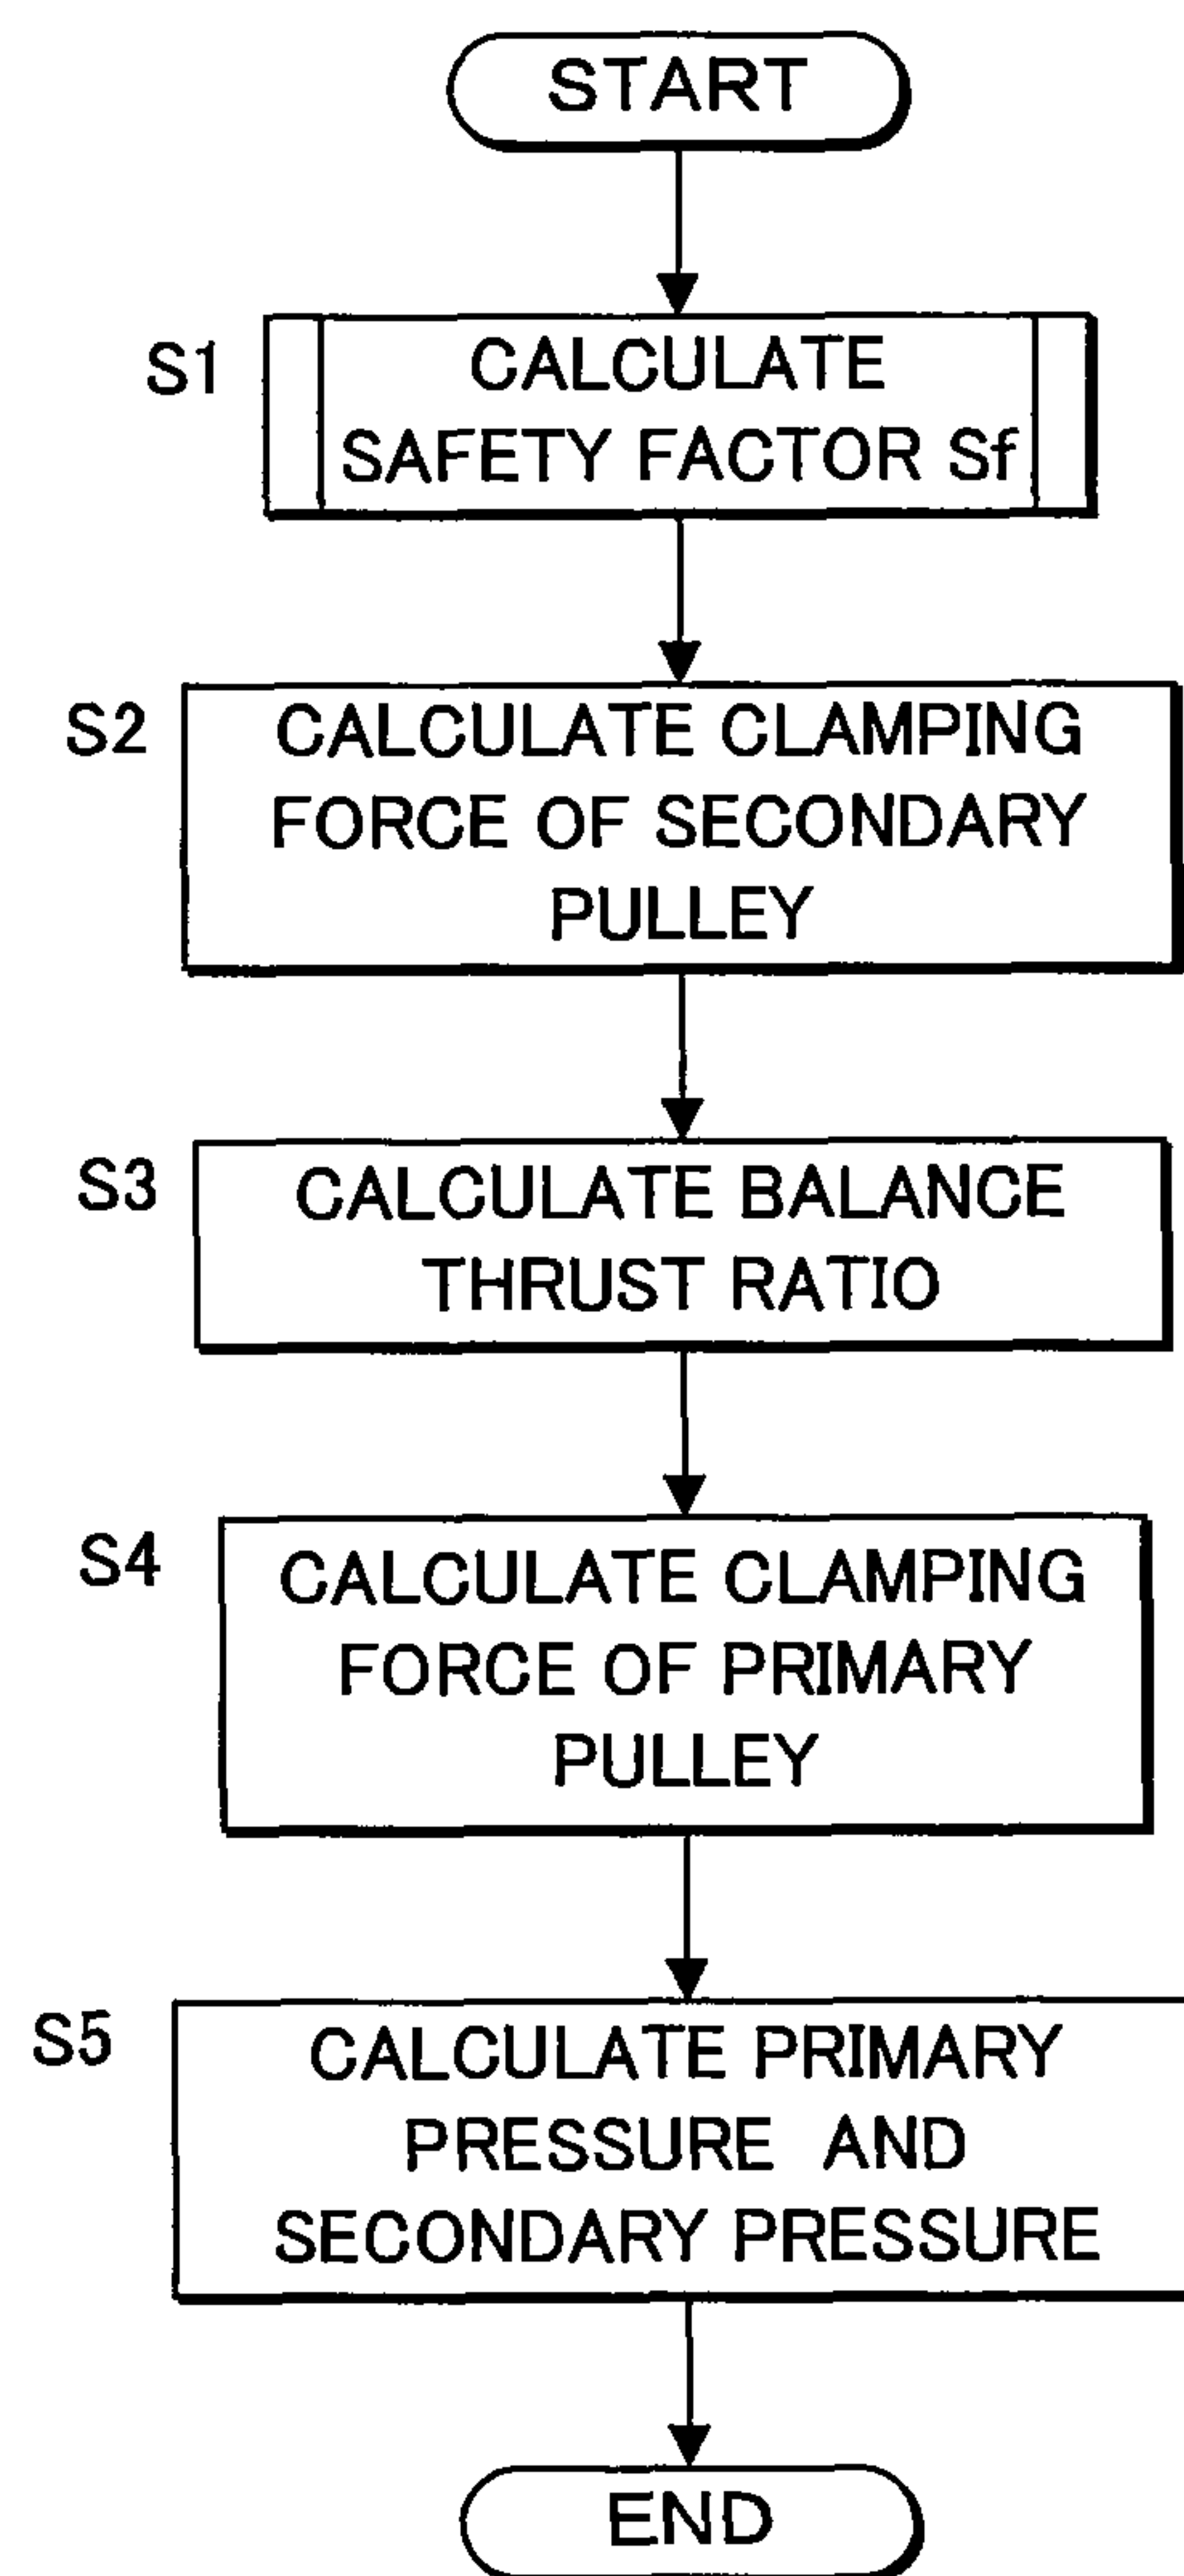 START
S1
CALCULATE
SAFETY FACTOR Sf
S2
CALCULATE CLAMPING
FORCE OF SECONDARY
PULLEY
S3
CALCULATE BALANCE
THRUST RATIO
S4
CALCULATE CLAMPING
FORCE OF PRIMARY
PULLEY
S5
CALCULATE PRIMARY
PRESSURE AND
SECONDARY PRESSURE
END